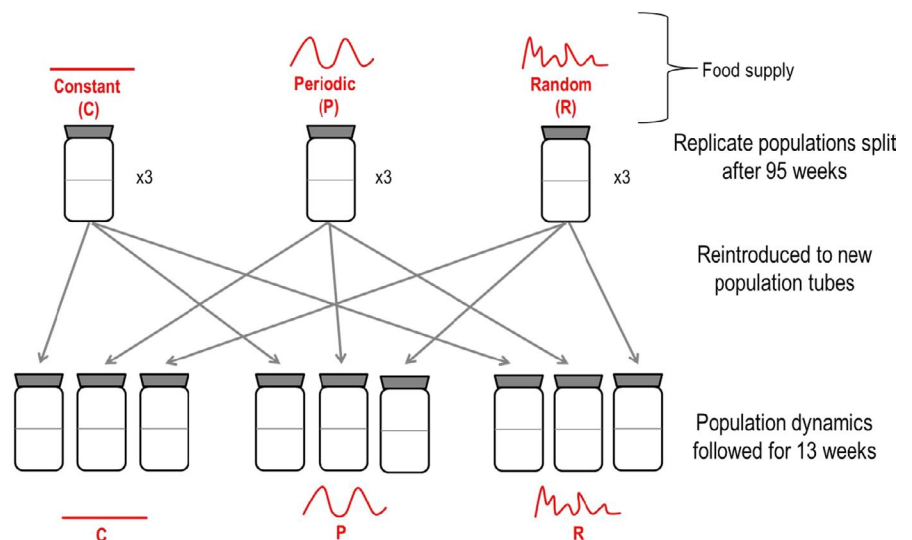 Constant
(C)
Periodic
(P)
Random
(R)
Food supply
x3
x3
x3
Replicate populations split
after 95 weeks
Reintroduced to new
population tubes
Population dynamics
followed for 13 weeks
C
P
R